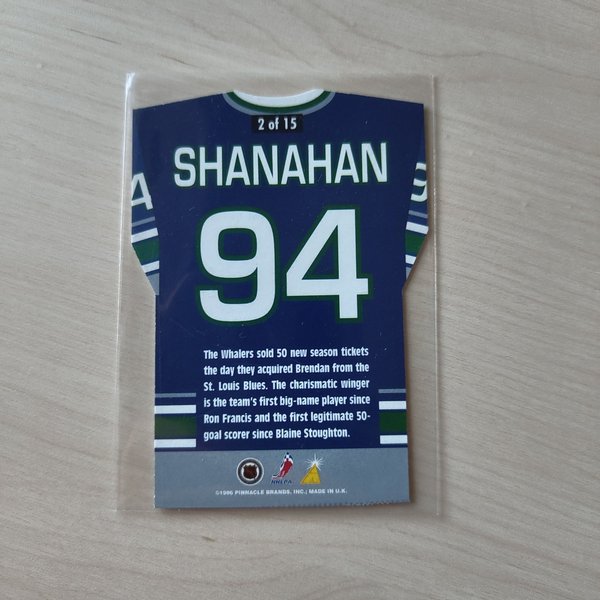 2 of 15
SHANAHAN
4 94 9
The Whalers sold 50 new season tickets
the day they acquired Brendan from the
St. Louis Blues. The charismatic winger
is the team's first big-name player since
Ron Francis and the first legitimate 50-
goal scorer since Blaine Stoughton.
NHLPA
©1996 PINNACLE BRANDS, INC.; MADE IN U.K.